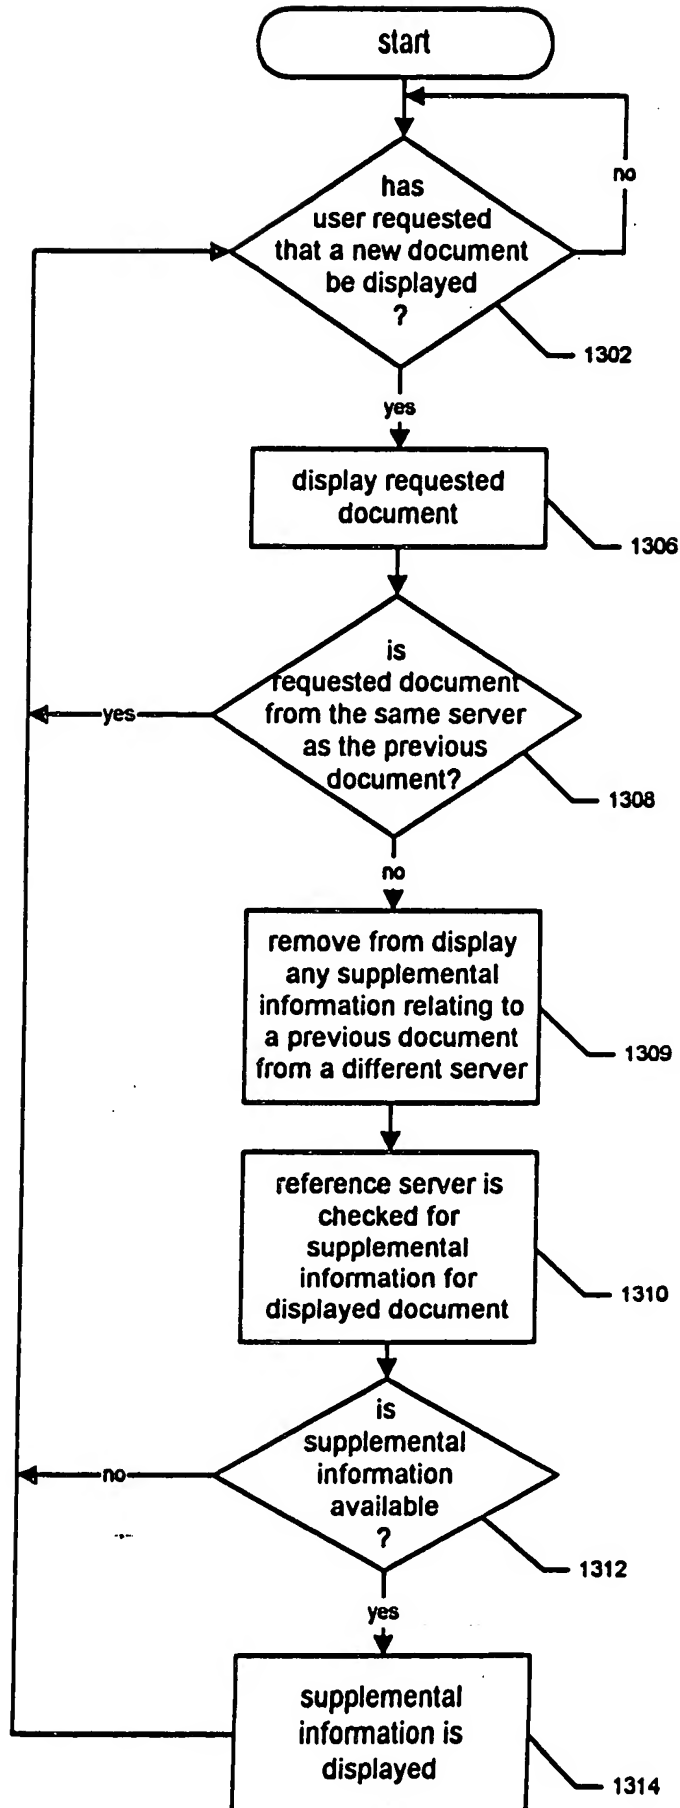 start
no
has
user requested
that a new document
be displayed
?
1302
yes
display requested
document
1306
is
requested document
from the same server
as the previous
document?
yes
1308
no
remove from display
any supplemental
information relating to
a previous document
from a different server
1309
reference server is
checked for
supplemental
information for
displayed document
1310
is
supplemental
information
available
?
no
1312
yes
supplemental
information is
displayed
1314